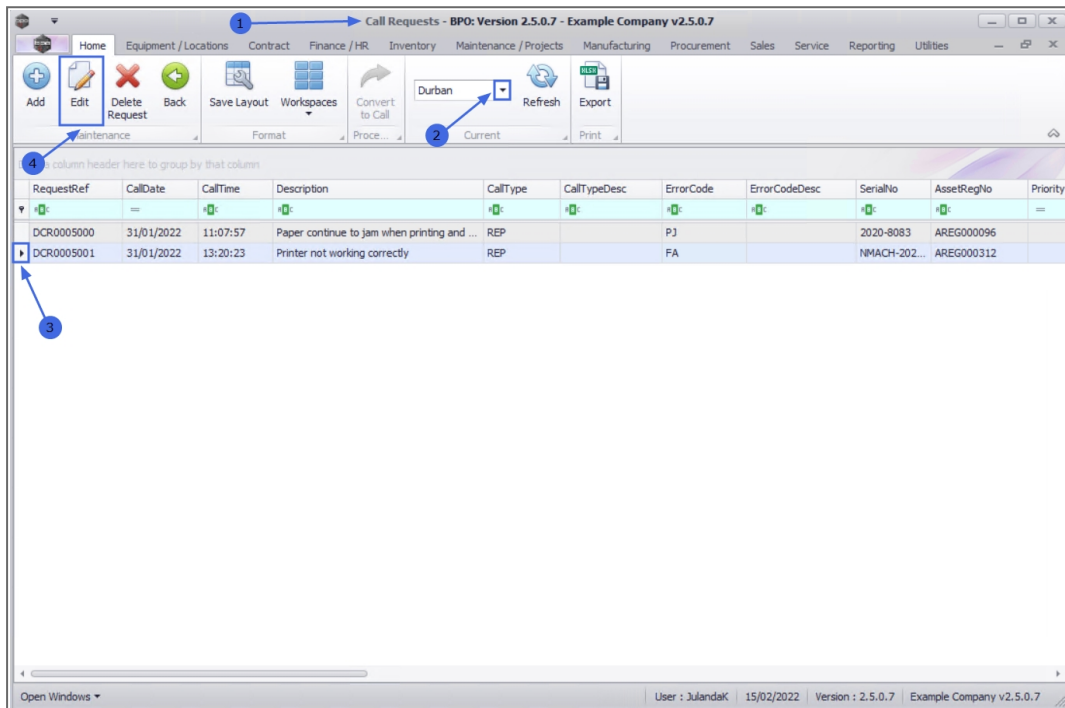 1
Call Requests - BPO: Version 2.5.0.7 - Example Company v2.5.0.7
Home Equipment / Locations Contract Finance / HR Inventory Maintenance / Projects Manufacturing Procurement Sales Service Reporting Utilities
Add Edit Delete Request Back Save Layout Workspaces Convert to Call Durban Refresh Export
4 Maintenance Format Proce... 2 Current Print
a column header here to group by that column
RequestRef CallDate CallTime Description CallType CallTypeDesc ErrorCode ErrorCodeDesc SerialNo AssetRegNo Priority
DCR0005000 31/01/2022 11:07:57 Paper continue to jam when printing and ... REP PJ 2020-8083 AREG000096
DCR0005001 31/01/2022 13:20:23 Printer not working correctly REP FA NMACH-202... AREG000312
3
Open Windows User : JulandaK 15/02/2022 Version : 2.5.0.7 Example Company v2.5.0.7